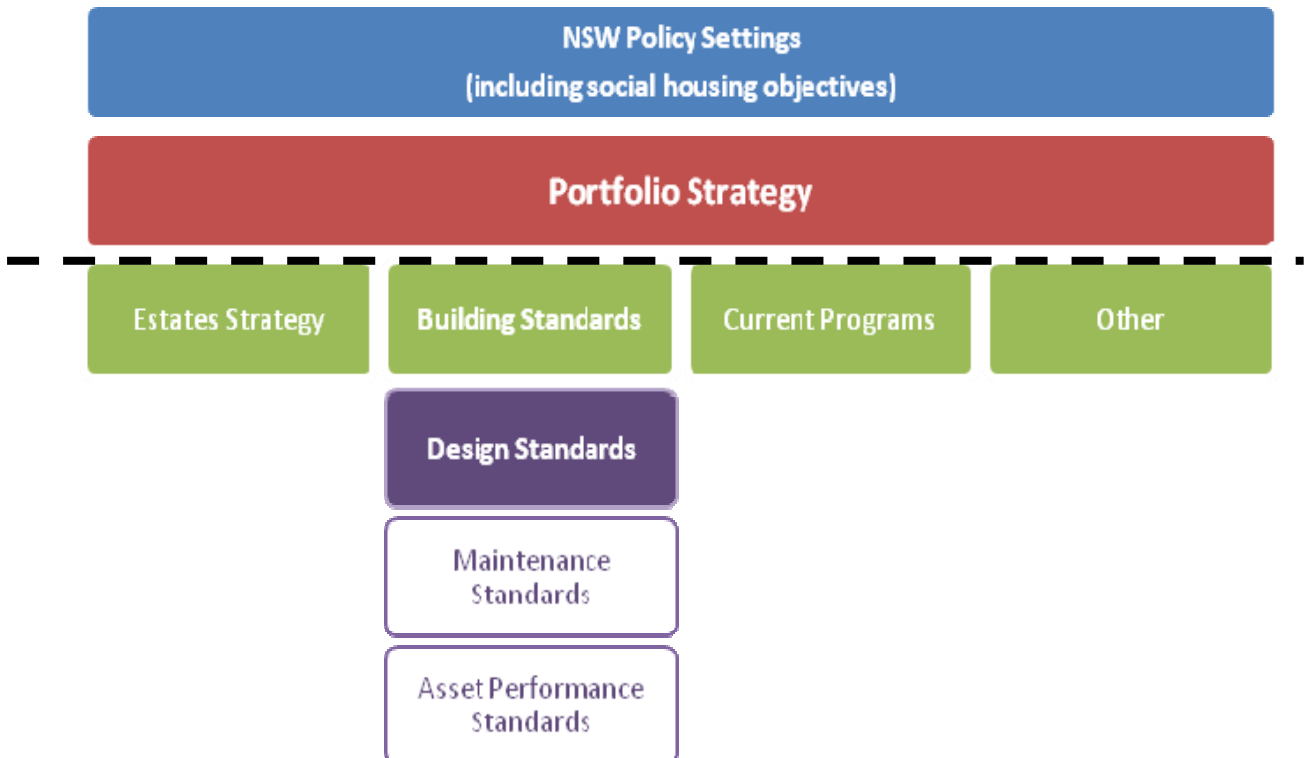 NSW Policy Settings
(including social housing objectives)
Portfolio Strategy
Estates Strategy
Building Standards
Current Programs
Other
Design Standards
Maintenance
Standards
Asset Performance
Standards